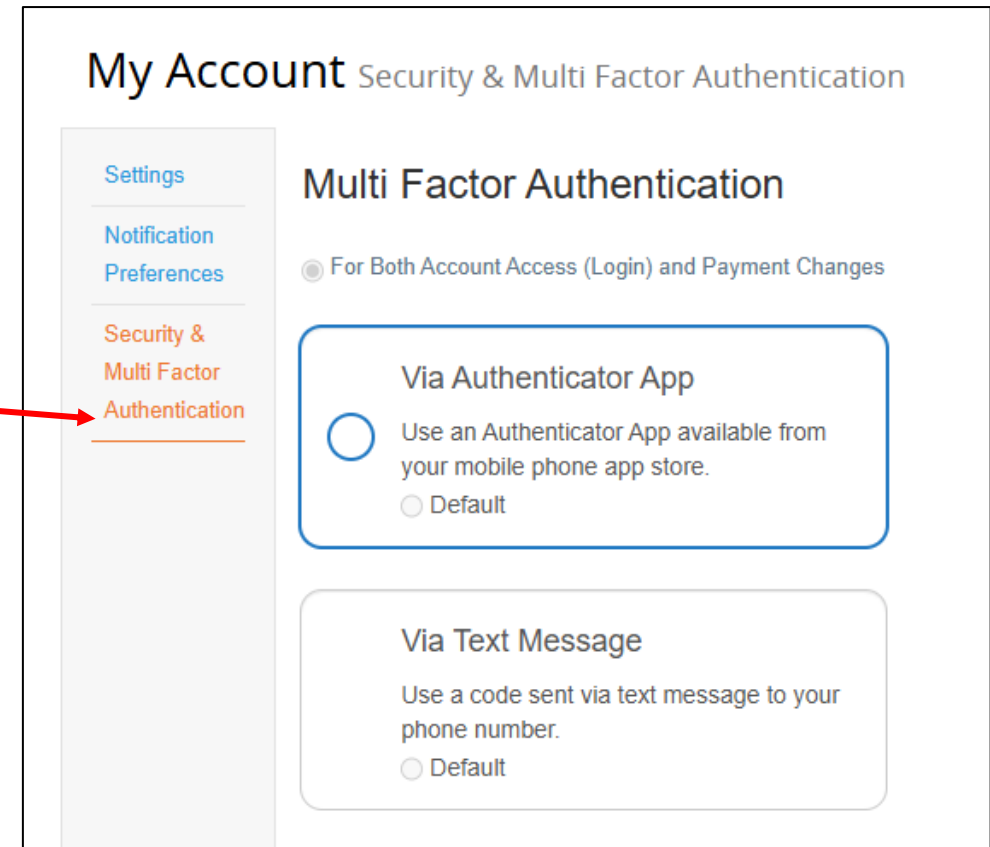 My Account Security & Multi Factor Authentication
Settings
Notification
Preferences
Security &
Multi Factor
Authentication
Multi Factor Authentication
For Both Account Access (Login) and Payment Changes
Via Authenticator App
Use an Authenticator App available from
your mobile phone app store.
Default
Via Text Message
Use a code sent via text message to your
phone number.
Default